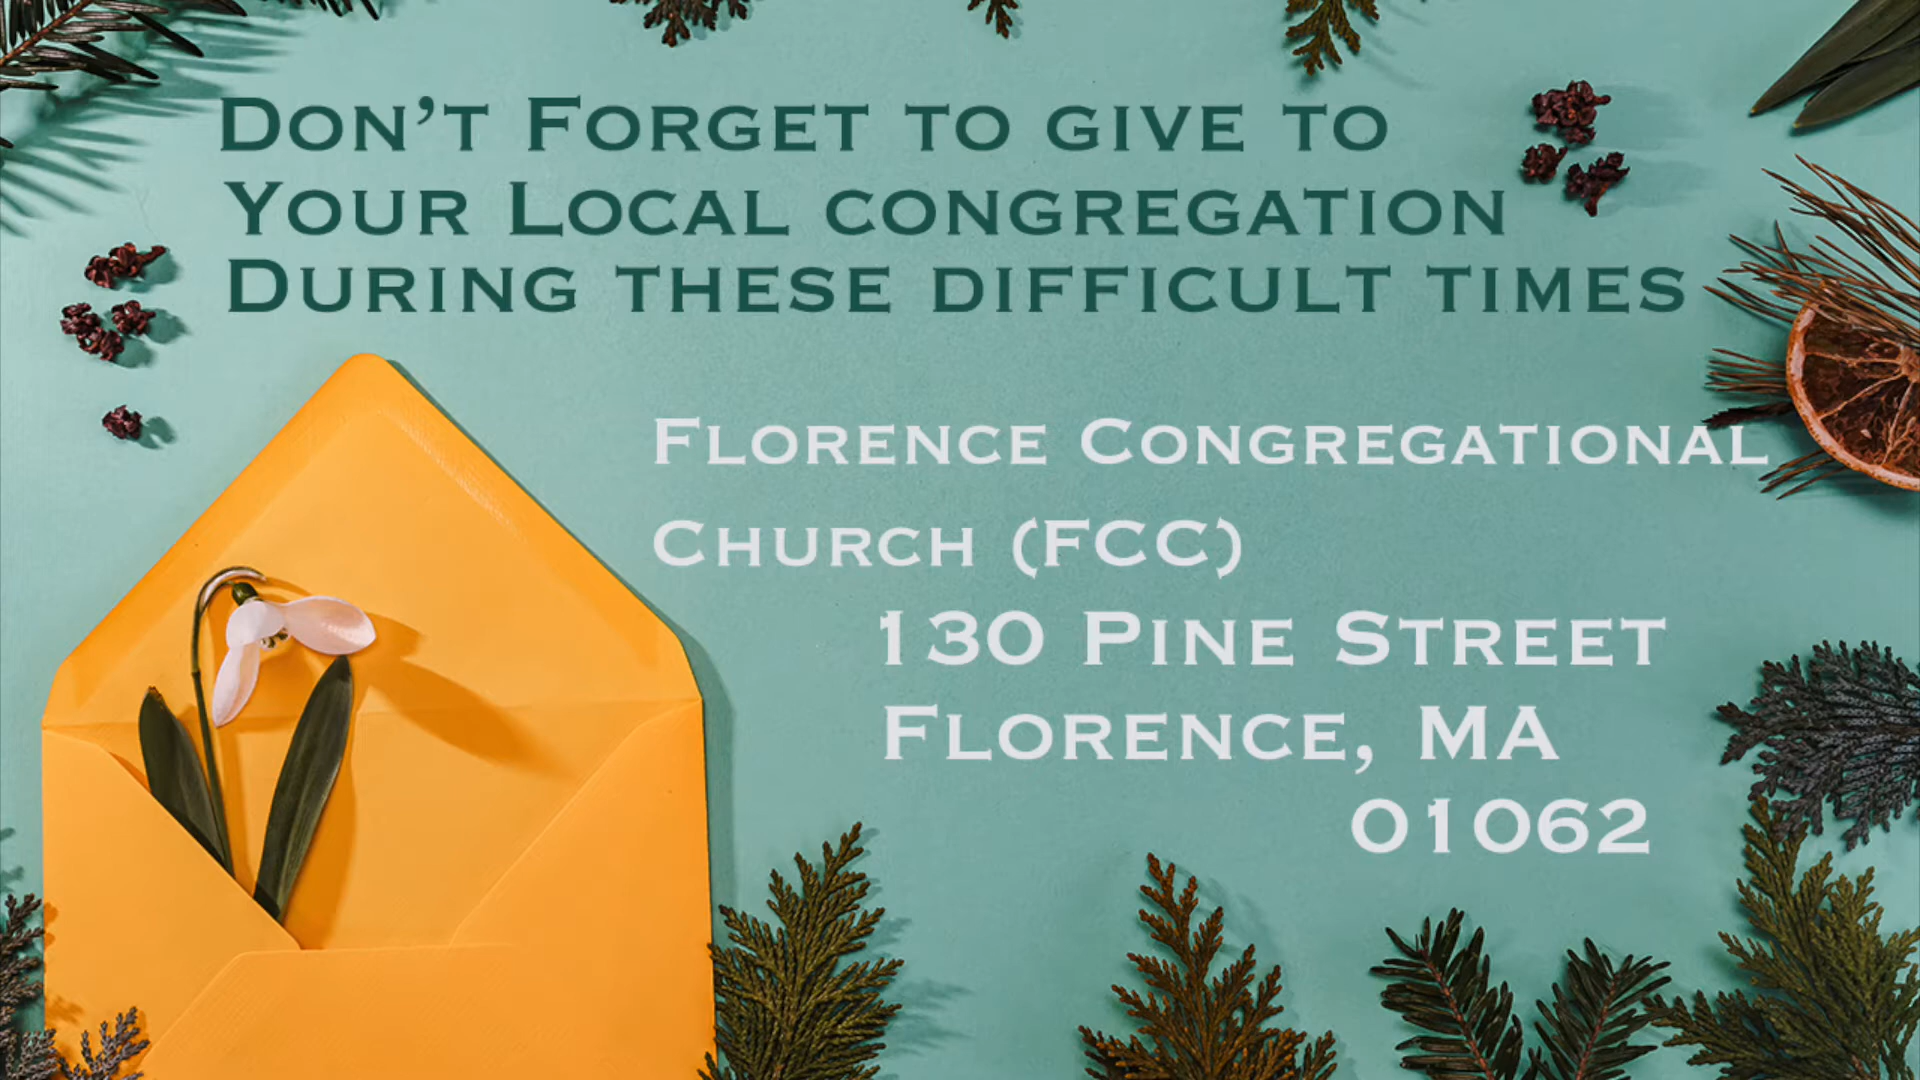 Don’t Forget to give to
Your Local congregation
During these difficult times
Florence Congregational
Church (FCC)
130 Pine Street
Florence, MA
01062